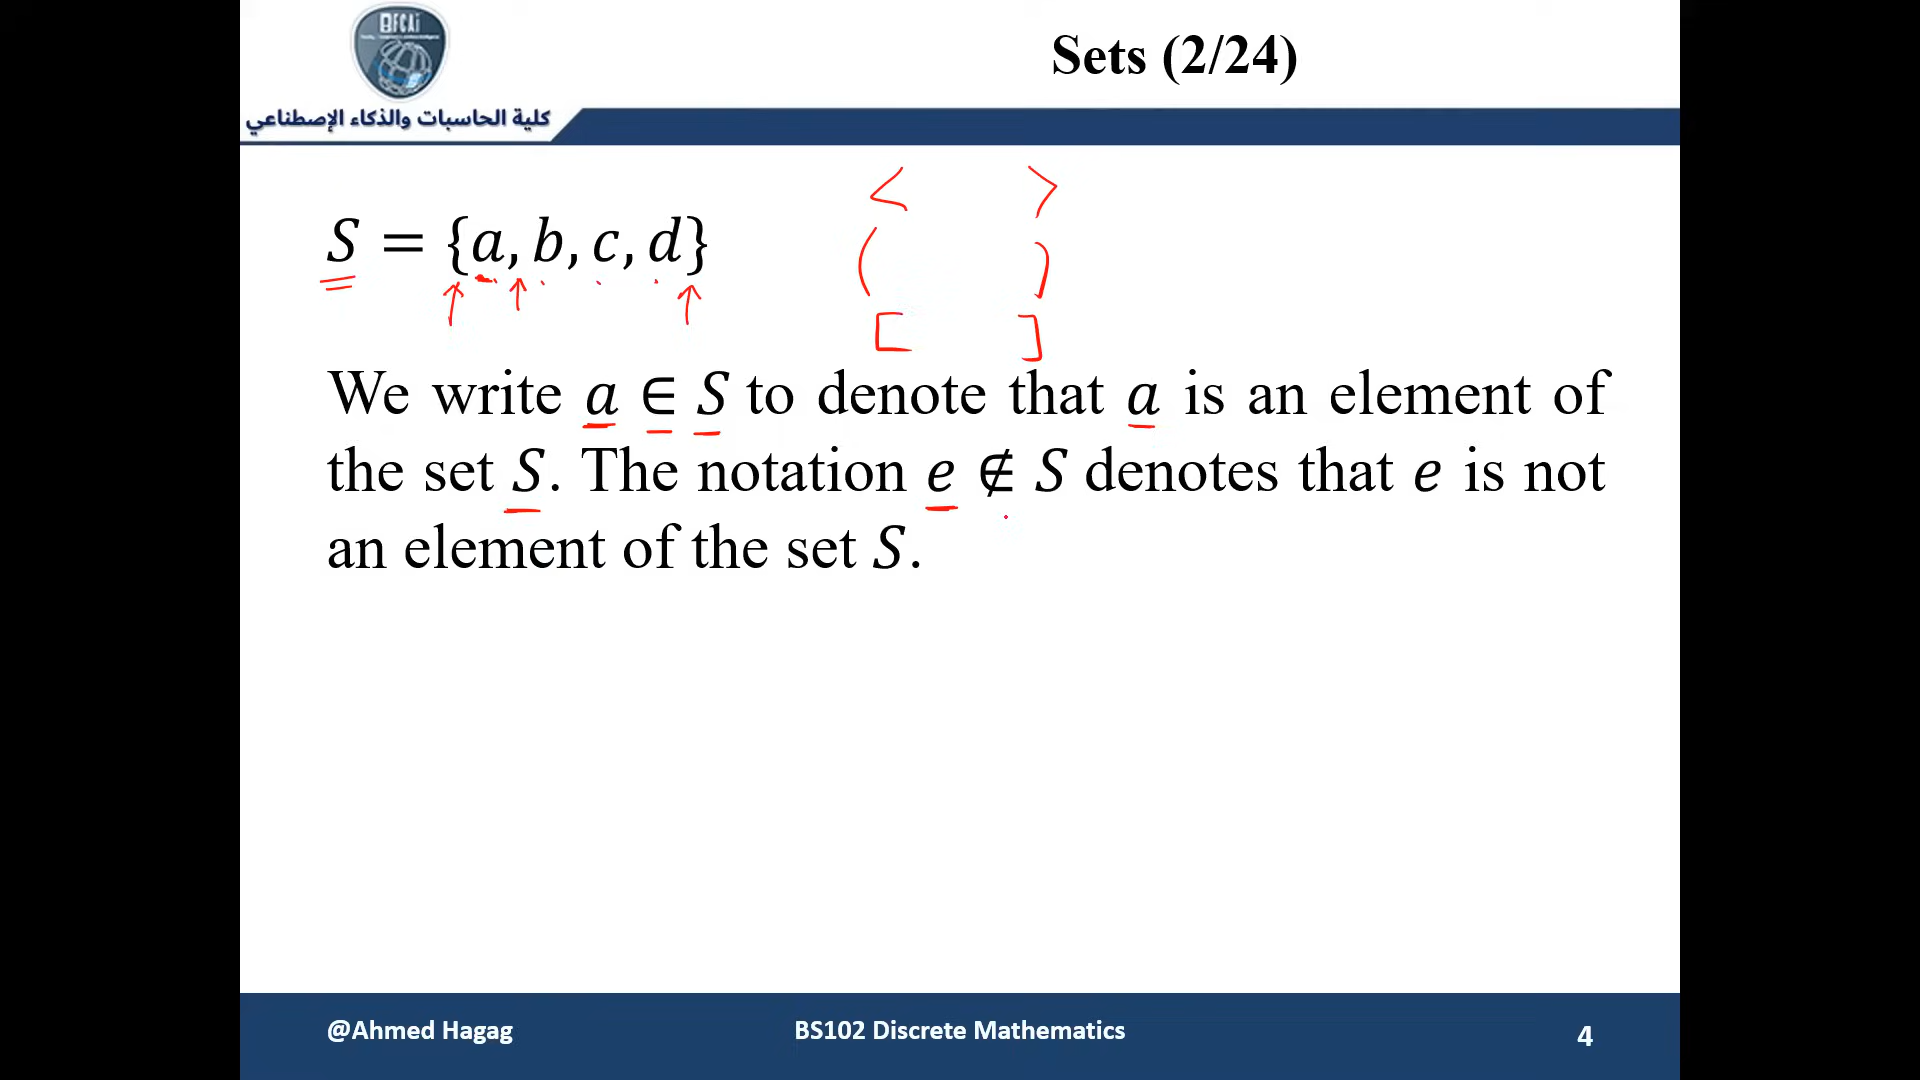 FCAi
Sets (2/24)
كلية الحاسبات والذكاء الإصطناعي
S = {a, b, c, d}
< >
( )
[ ]
We write a ∈ S to denote that a is an element of
the set S. The notation e ∉ S denotes that e is not
an element of the set S.
@Ahmed Hagag
BS102 Discrete Mathematics
4